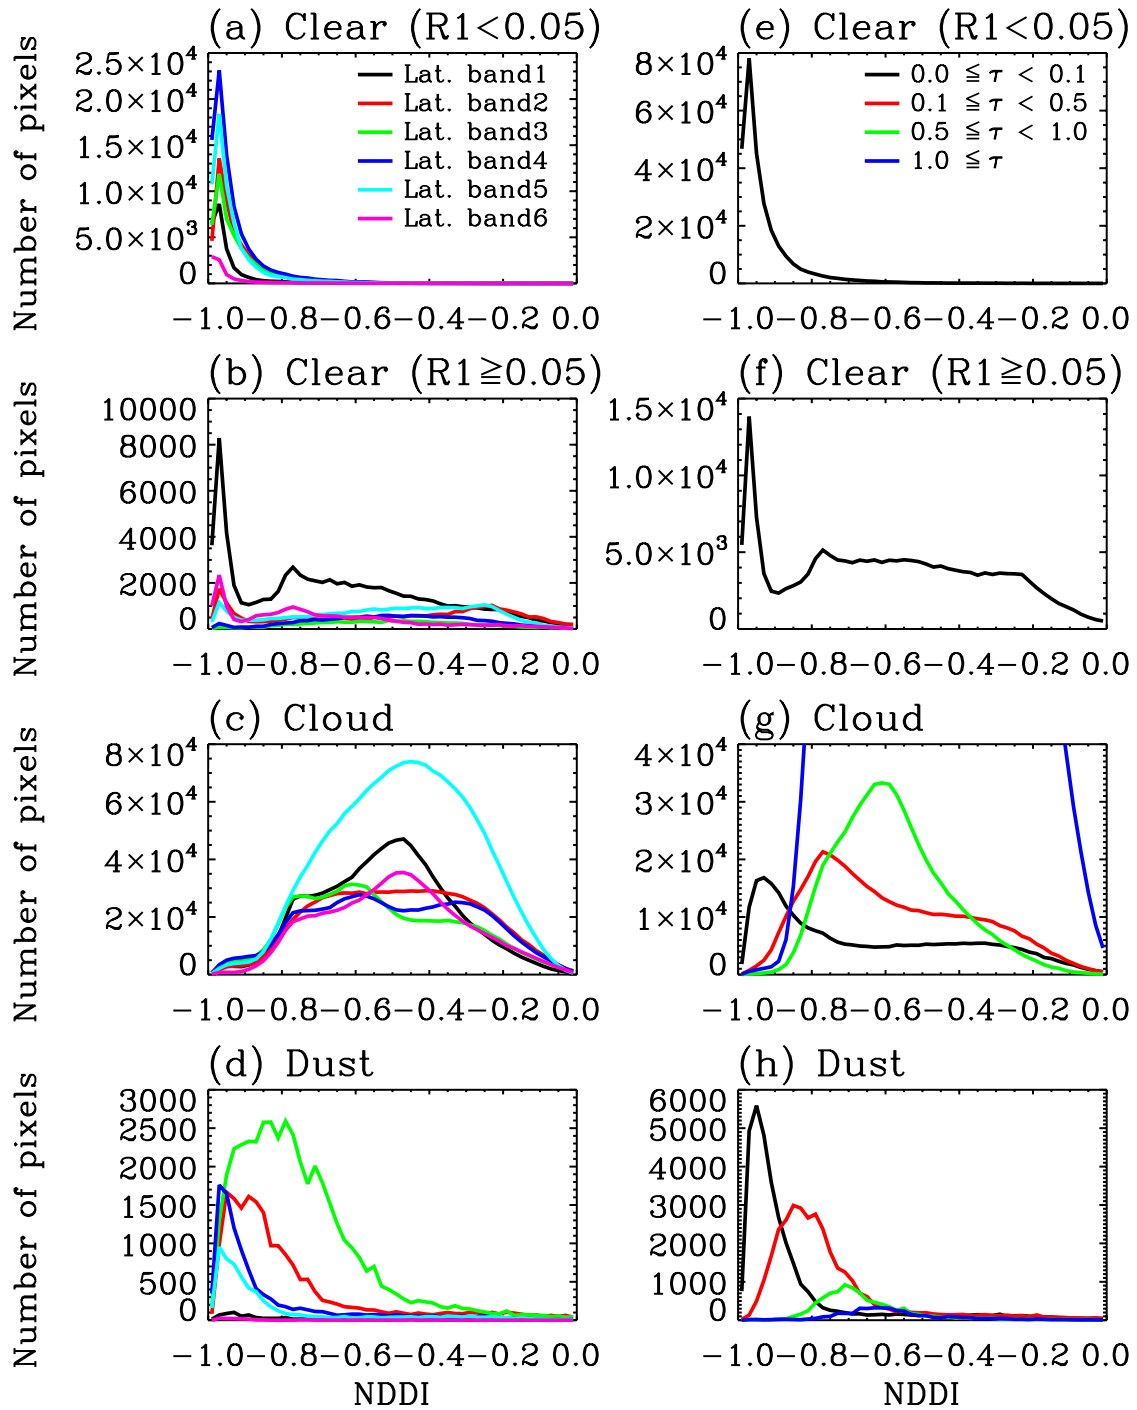 (a) Clear (R1<0.05)
Number of pixels
2.5×10⁴
2.0×10⁴
1.5×10⁴
1.0×10⁴
5.0×10³
0
Lat. band1
Lat. band2
Lat. band3
Lat. band4
Lat. band5
Lat. band6
−1.0−0.8−0.6−0.4−0.2 0.0
(e) Clear (R1<0.05)
8×10⁴
6×10⁴
4×10⁴
2×10⁴
0
0.0 ≦ τ < 0.1
0.1 ≦ τ < 0.5
0.5 ≦ τ < 1.0
1.0 ≦ τ
−1.0−0.8−0.6−0.4−0.2 0.0
(b) Clear (R1≧0.05)
Number of pixels
10000
8000
6000
4000
2000
0
−1.0−0.8−0.6−0.4−0.2 0.0
(f) Clear (R1≧0.05)
1.5×10⁴
1.0×10⁴
5.0×10³
0
−1.0−0.8−0.6−0.4−0.2 0.0
(c) Cloud
Number of pixels
8×10⁴
6×10⁴
4×10⁴
2×10⁴
0
−1.0−0.8−0.6−0.4−0.2 0.0
(g) Cloud
4×10⁴
3×10⁴
2×10⁴
1×10⁴
0
−1.0−0.8−0.6−0.4−0.2 0.0
(d) Dust
Number of pixels
3000
2500
2000
1500
1000
500
0
−1.0−0.8−0.6−0.4−0.2 0.0
NDDI
(h) Dust
6000
5000
4000
3000
2000
1000
0
−1.0−0.8−0.6−0.4−0.2 0.0
NDDI